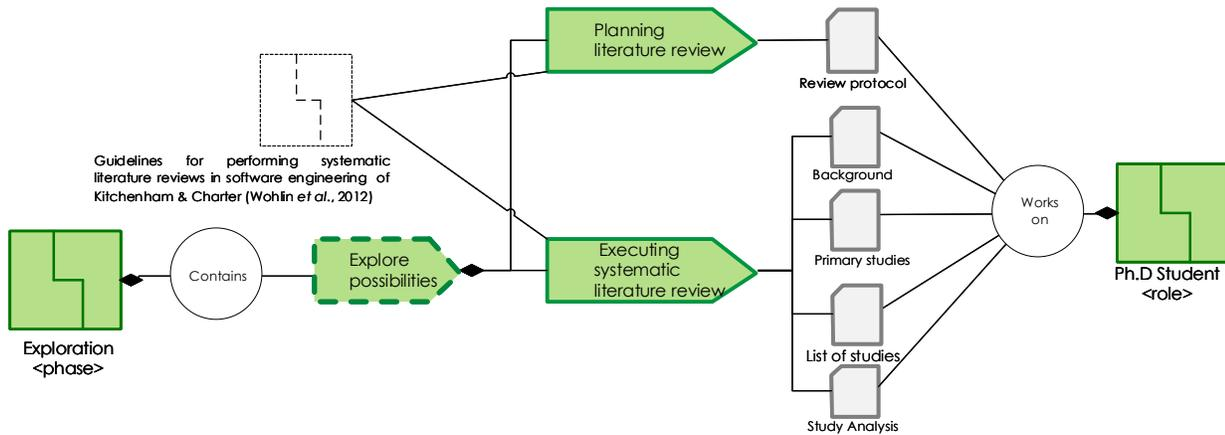 Planning
literature review
Review protocol
Guidelines for performing systematic
literature reviews in software engineering of
Kitchenham & Charter (Wohlin et al., 2012)
Background
Works
on
Primary studies
Ph.D Student
<role>
Contains
Explore
possibilities
Executing
systematic
literature review
Exploration
<phase>
List of studies
Study Analysis